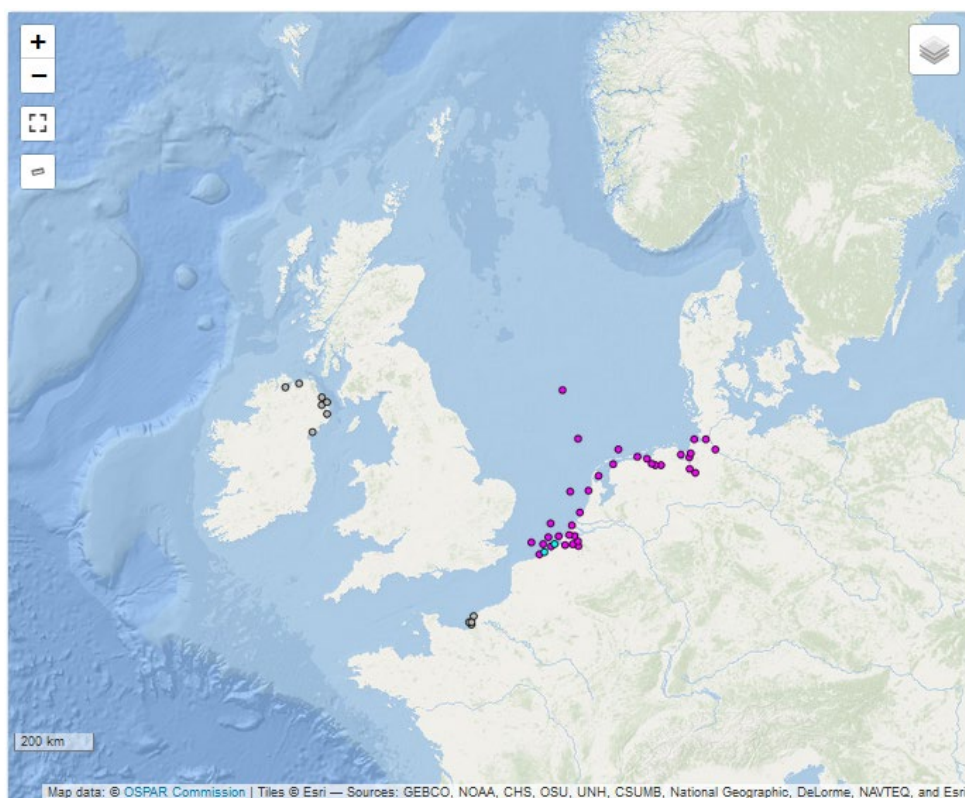 +
−
200 km
Map data: © OSPAR Commission | Tiles © Esri — Sources: GEBCO, NOAA, CHS, OSU, UNH, CSUMB, National Geographic, DeLorme, NAVTEQ, and Esri